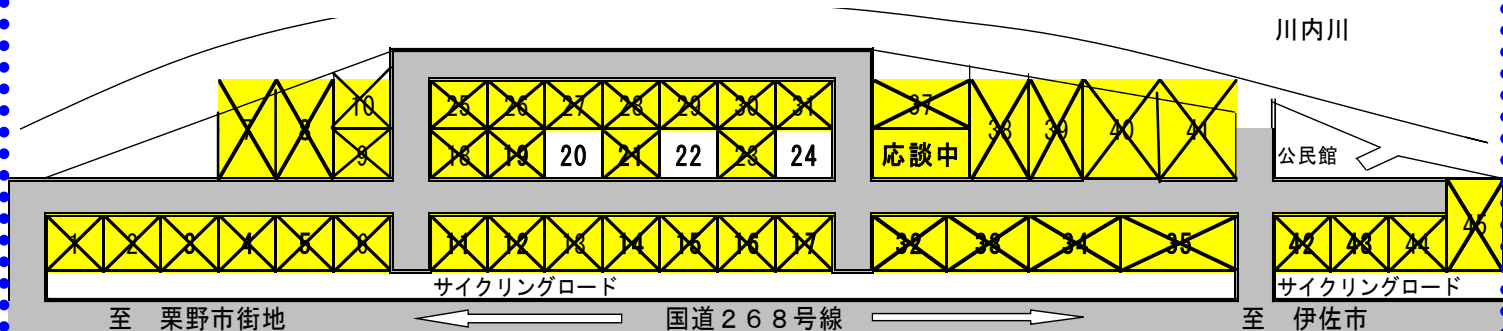 川内川
10
25 26 27 28 29 30 31
37
7 8
38 39 40 41
9
18 19 20 21 22 23 24
応談中
公民館
1 2 3 4 5 6
11 12 13 14 15 16 17
32 33 34 35
42 43 44 45
サイクリングロード
サイクリングロード
至 栗野市街地
国道268号線
至 伊佐市